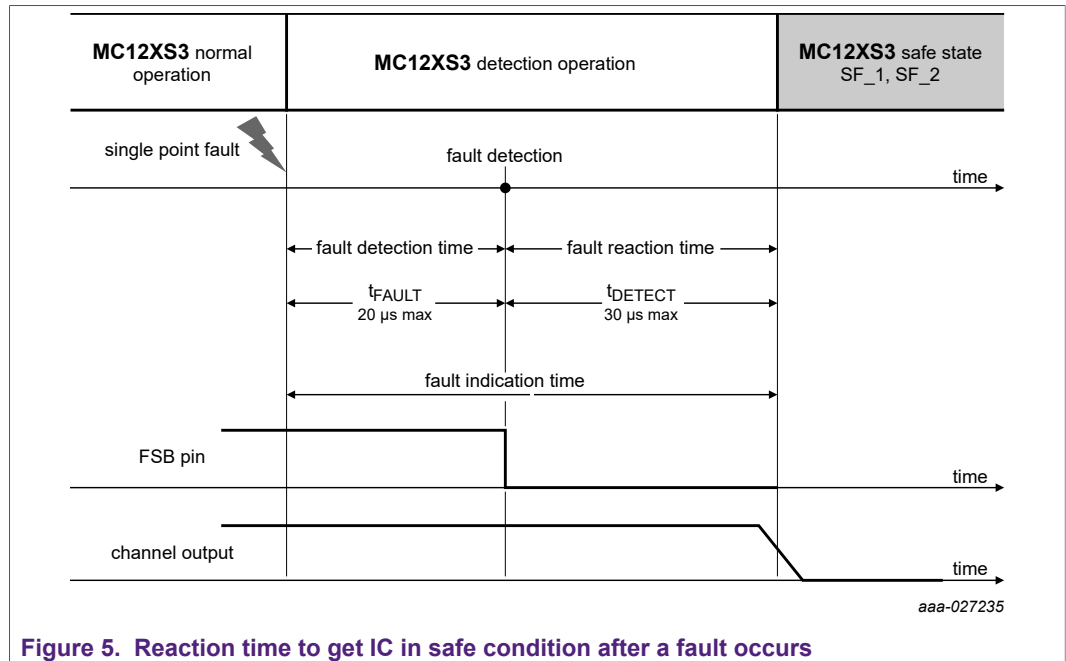 MC12XS3 normal
operation
MC12XS3 detection operation
MC12XS3 safe state
SF_1, SF_2
single point fault
fault detection
time
fault detection time
fault reaction time
tFAULT
20 μs max
tDETECT
30 μs max
fault indication time
FSB pin
time
channel output
time
aaa-027235
Figure 5. Reaction time to get IC in safe condition after a fault occurs